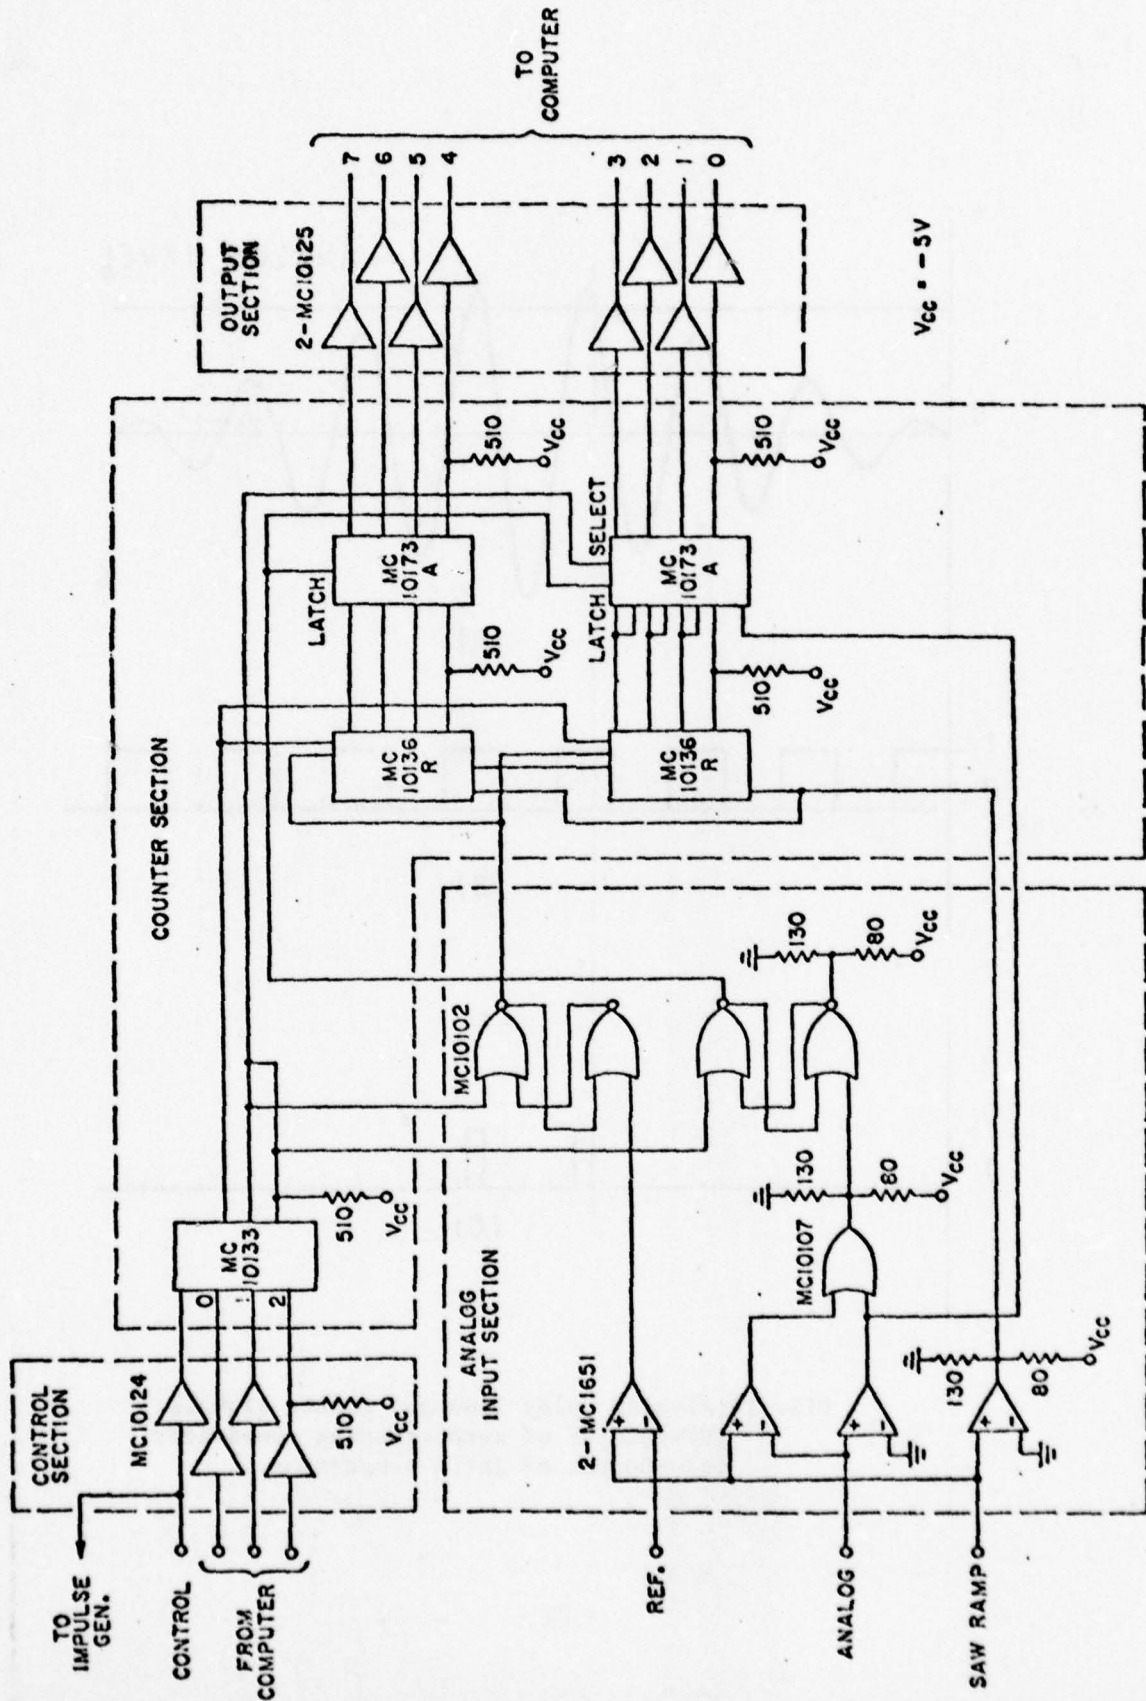 TO
IMPULSE
GEN.
CONTROL
SECTION
MC10124
CONTROL
FROM
COMPUTER
510
VCC
COUNTER SECTION
MC
10133
0
1
2
510
VCC
LATCH
MC
10136
R
MC
10173
A
510
VCC
510
VCC
LATCH
SELECT
MC
10136
R
MC
10173
A
510
VCC
510
VCC
OUTPUT
SECTION
2-MC10125
7
6
5
4
3
2
1
0
TO
COMPUTER
VCC = -5V
ANALOG
INPUT SECTION
MC10102
130
80
VCC
MC10107
130
80
VCC
2-MC1651
+
-
+
-
+
-
+
-
130
80
VCC
REF.
ANALOG
SAW RAMP